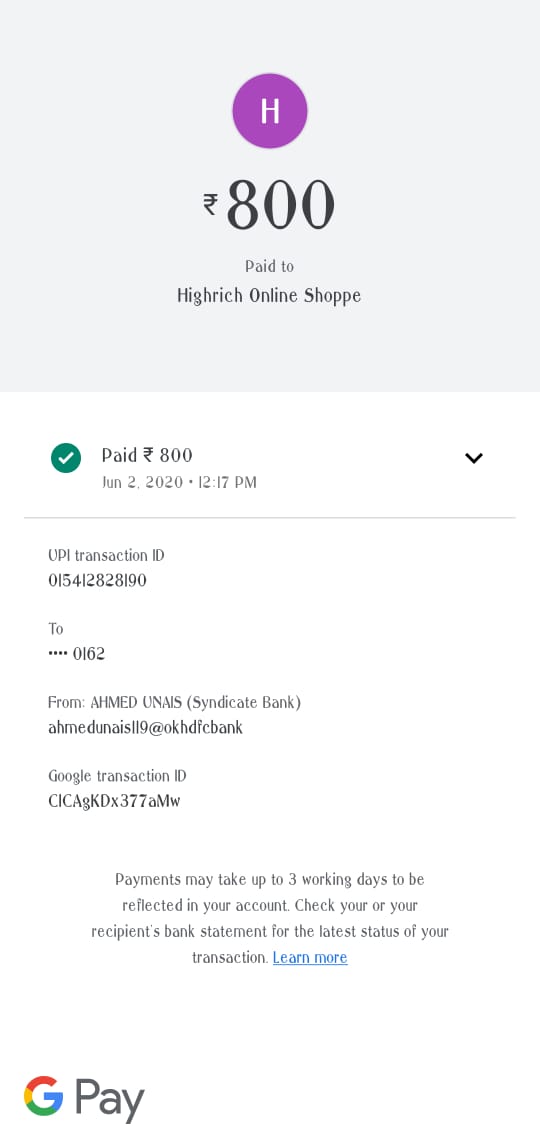 H
₹800
Paid to
Highrich Online Shoppe
Paid ₹ 800
Jun 2, 2020 • 12:17 PM
UPI transaction ID
015412828190
To
•••• 0162
From: AHMED UNAIS (Syndicate Bank)
ahmedunais119@okhdfcbank
Google transaction ID
CICAgKDx377aMw
Payments may take up to 3 working days to be
reflected in your account. Check your or your
recipient's bank statement for the latest status of your
transaction. Learn more
G Pay